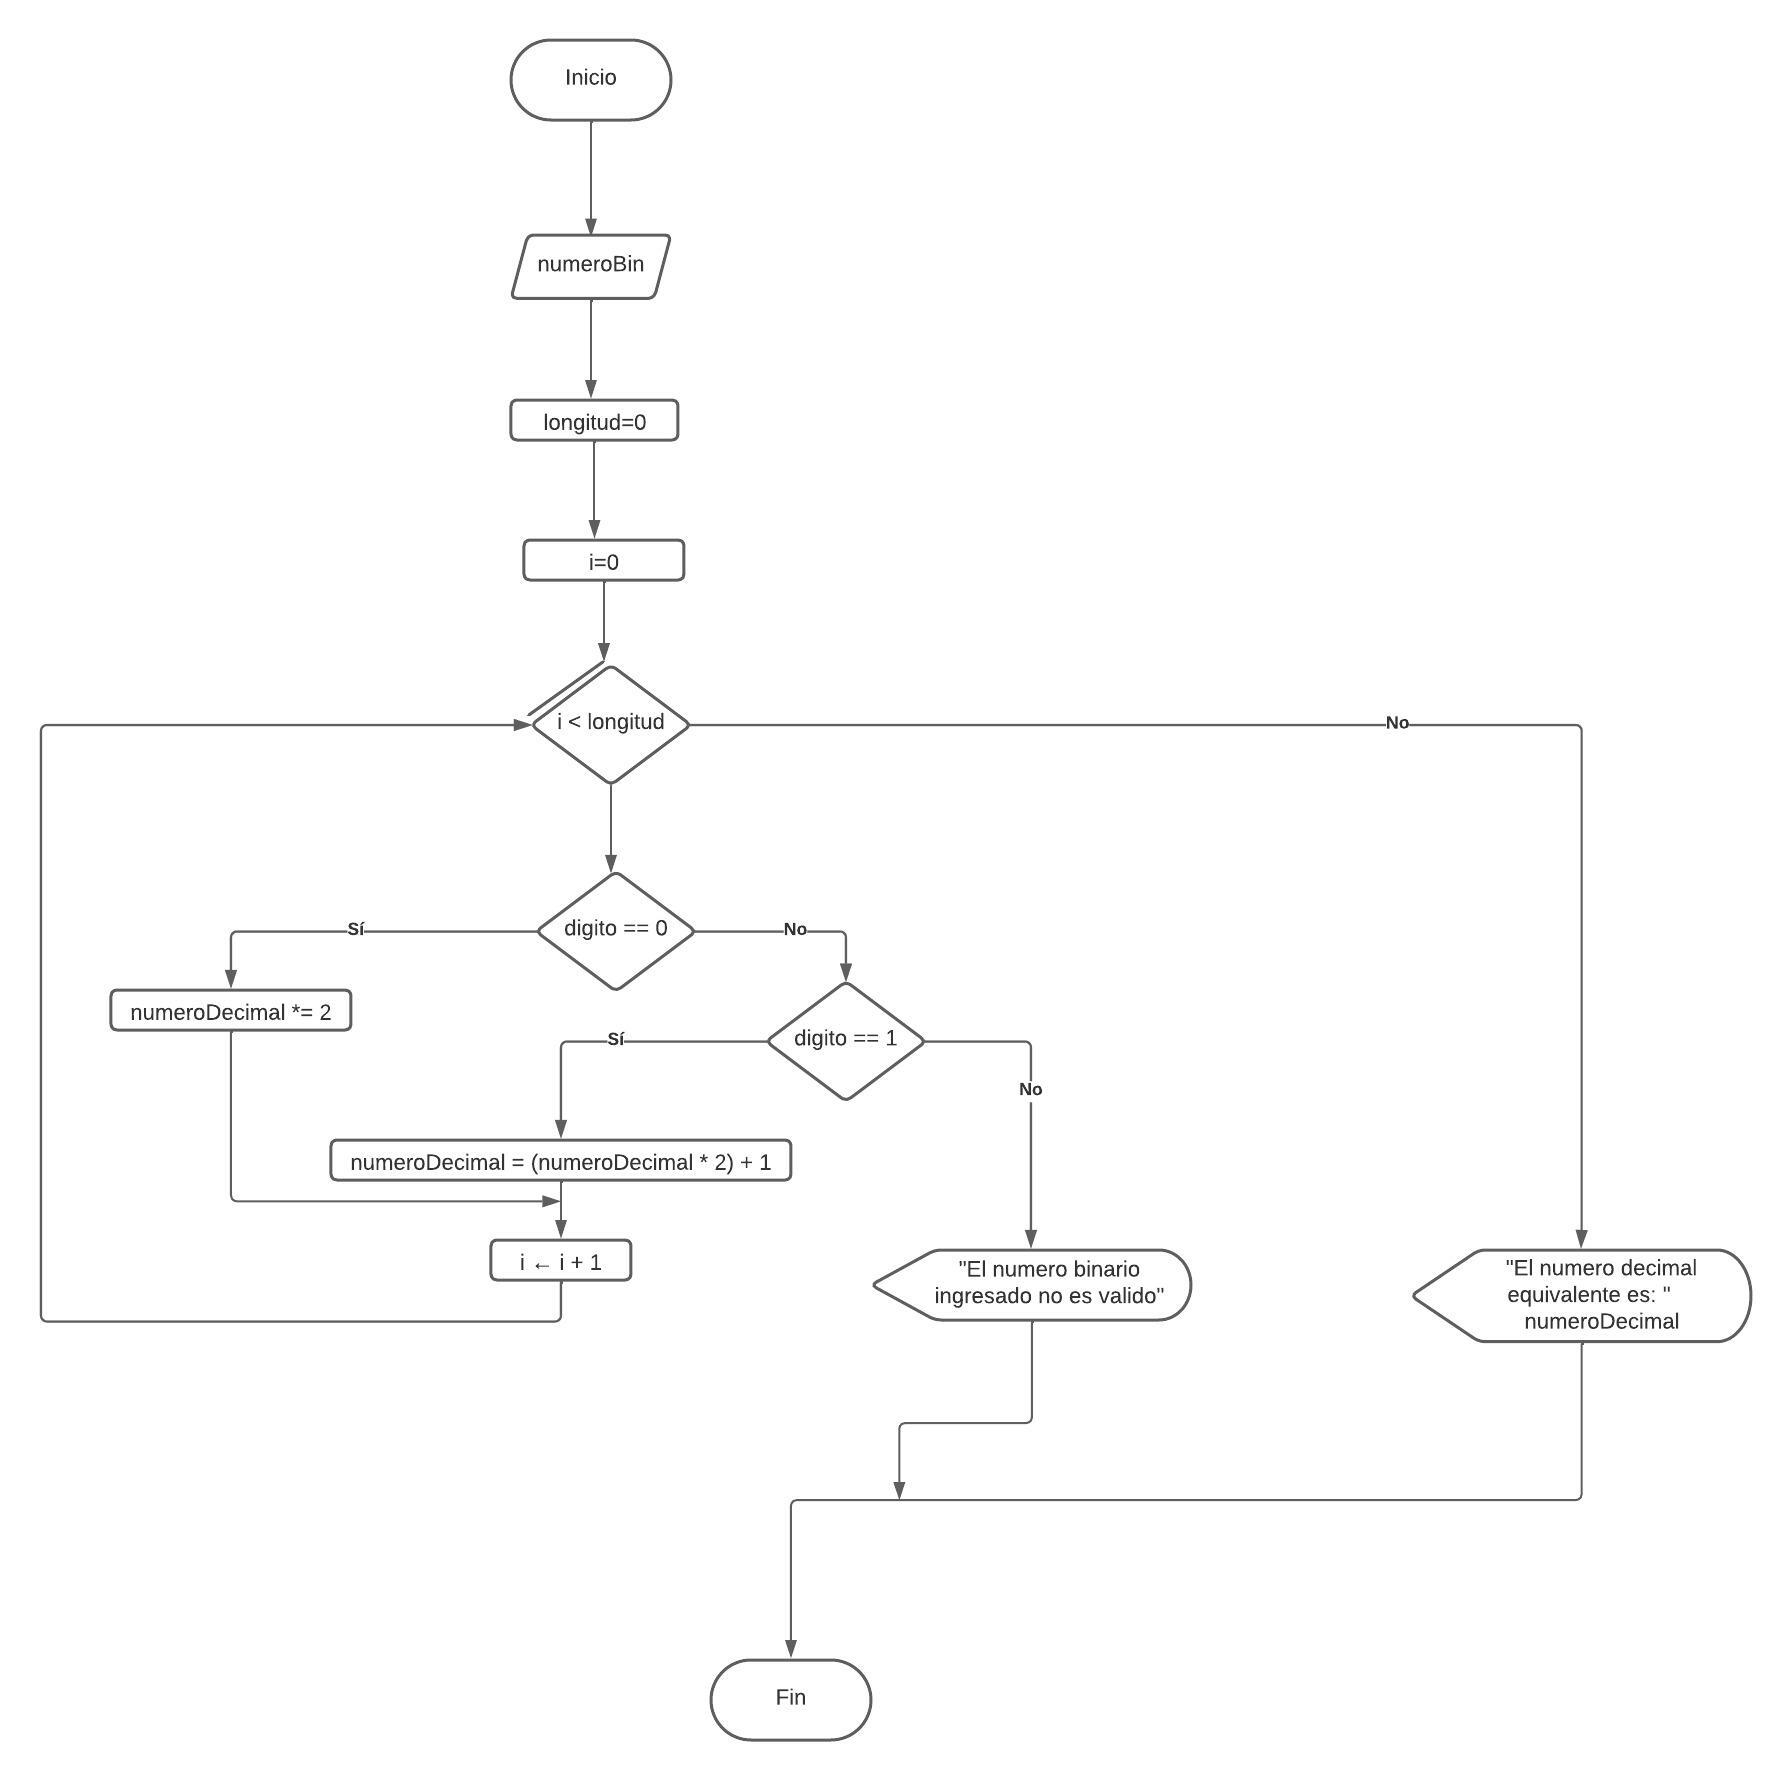 Inicio
numeroBin
longitud=0
i=0
i < longitud
No
digito == 0
Sí
No
numeroDecimal *= 2
digito == 1
Sí
No
numeroDecimal = (numeroDecimal * 2) + 1
i ← i + 1
"El numero binario
ingresado no es valido"
"El numero decimal
equivalente es: "
numeroDecimal
Fin